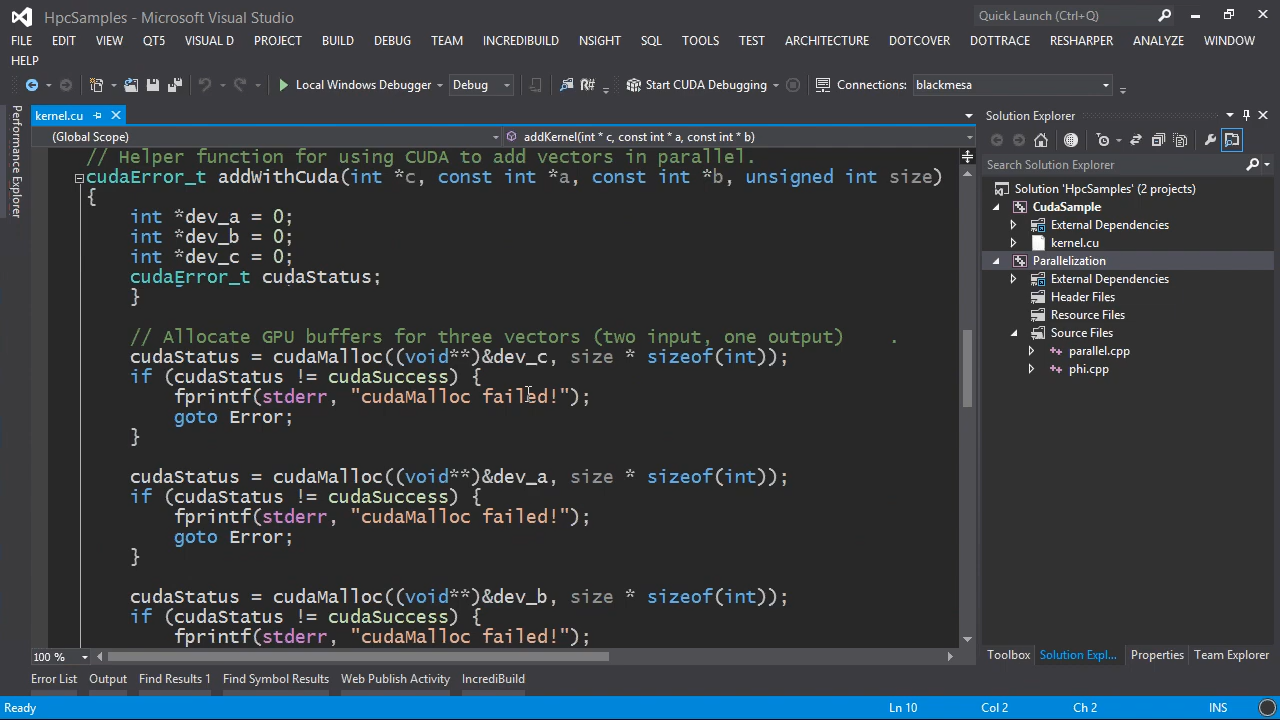 HpcSamples - Microsoft Visual Studio
Quick Launch (Ctrl+Q)
FILE EDIT VIEW QT5 VISUAL D PROJECT BUILD DEBUG TEAM INCREDIBUILD NSIGHT SQL TOOLS TEST ARCHITECTURE DOTCOVER DOTTRACE RESHARPER ANALYZE WINDOW
HELP
Local Windows Debugger Debug R# Start CUDA Debugging Connections: blackmesa
Performance Explorer
kernel.cu
(Global Scope) addKernel(int * c, const int * a, const int * b)
// Helper function for using CUDA to add vectors in parallel.
cudaError_t addWithCuda(int *c, const int *a, const int *b, unsigned int size)
{
int *dev_a = 0;
int *dev_b = 0;
int *dev_c = 0;
cudaError_t cudaStatus;
}
// Allocate GPU buffers for three vectors (two input, one output)    .
cudaStatus = cudaMalloc((void**)&dev_c, size * sizeof(int));
if (cudaStatus != cudaSuccess) {
fprintf(stderr, "cudaMalloc failed!");
goto Error;
}
cudaStatus = cudaMalloc((void**)&dev_a, size * sizeof(int));
if (cudaStatus != cudaSuccess) {
fprintf(stderr, "cudaMalloc failed!");
goto Error;
}
cudaStatus = cudaMalloc((void**)&dev_b, size * sizeof(int));
if (cudaStatus != cudaSuccess) {
fprintf(stderr, "cudaMalloc failed!");
100 %
Solution Explorer
Search Solution Explorer
Solution 'HpcSamples' (2 projects)
CudaSample
External Dependencies
kernel.cu
Parallelization
External Dependencies
Header Files
Resource Files
Source Files
parallel.cpp
phi.cpp
Toolbox Solution Expl... Properties Team Explorer
Error List Output Find Results 1 Find Symbol Results Web Publish Activity IncrediBuild
Ready Ln 10 Col 2 Ch 2 INS